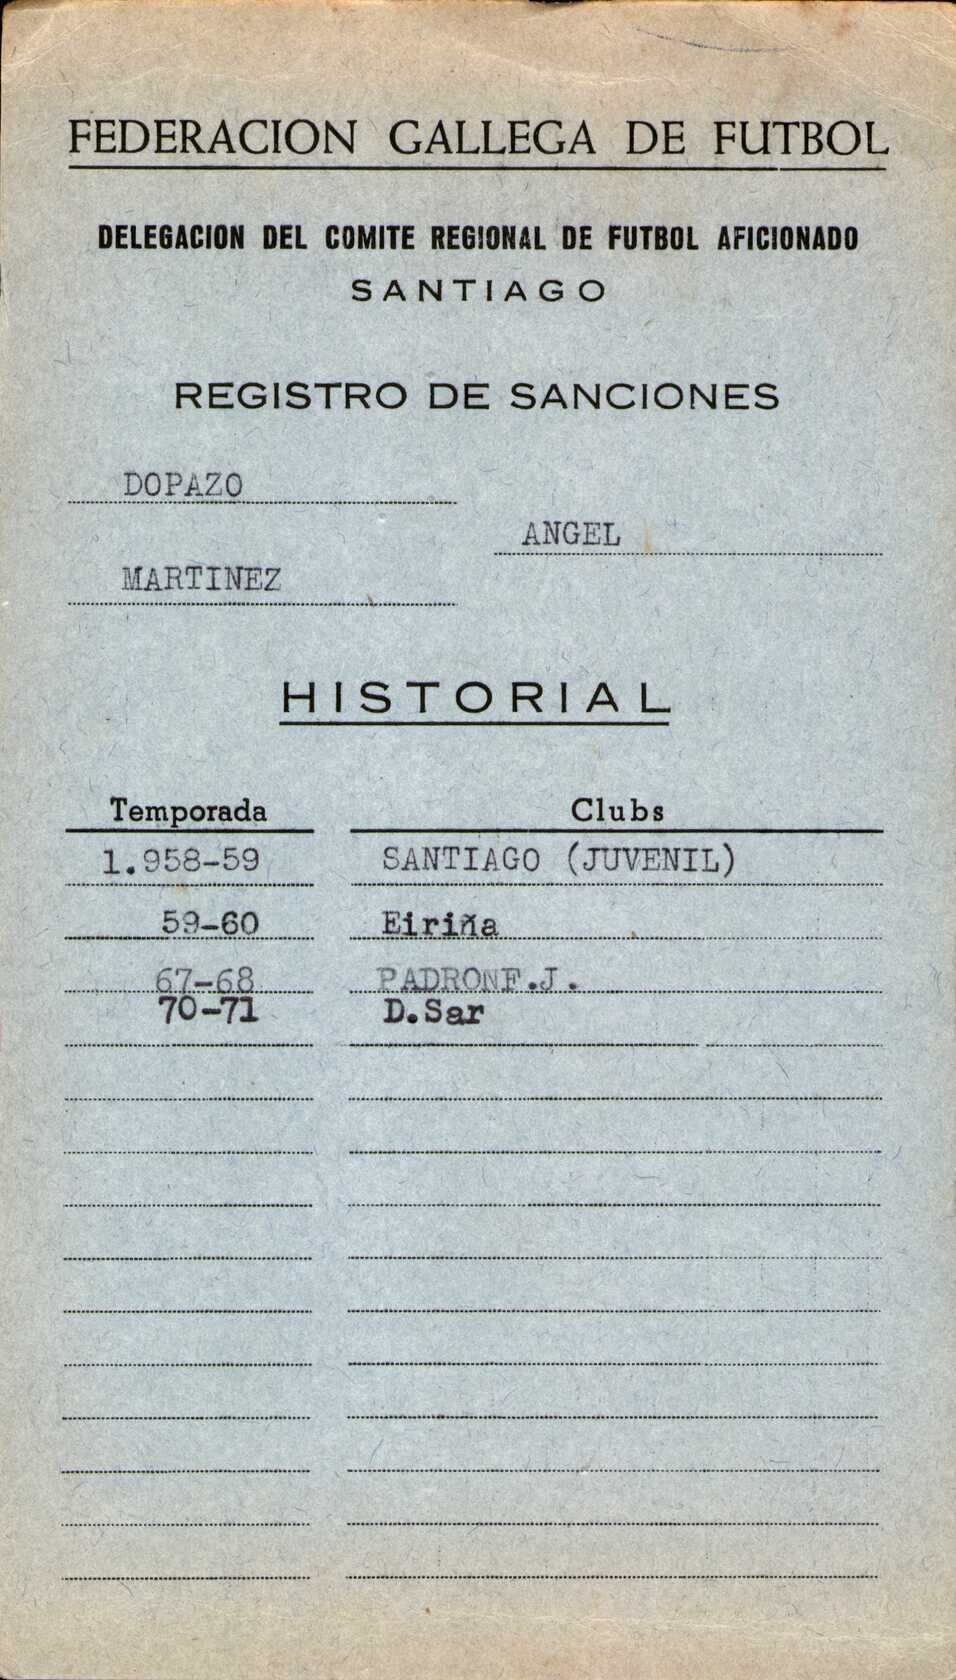 FEDERACION GALLEGA DE FUTBOL
DELEGACION DEL COMITE REGIONAL DE FUTBOL AFICIONADO
SANTIAGO
REGISTRO DE SANCIONES
DOPAZO
ANGEL
MARTINEZ
HISTORIAL
Temporada Clubs
1.958-59 SANTIAGO (JUVENIL)
59-60 Eiriña
67-68 PADRONF.J.
70-71 D.Sar